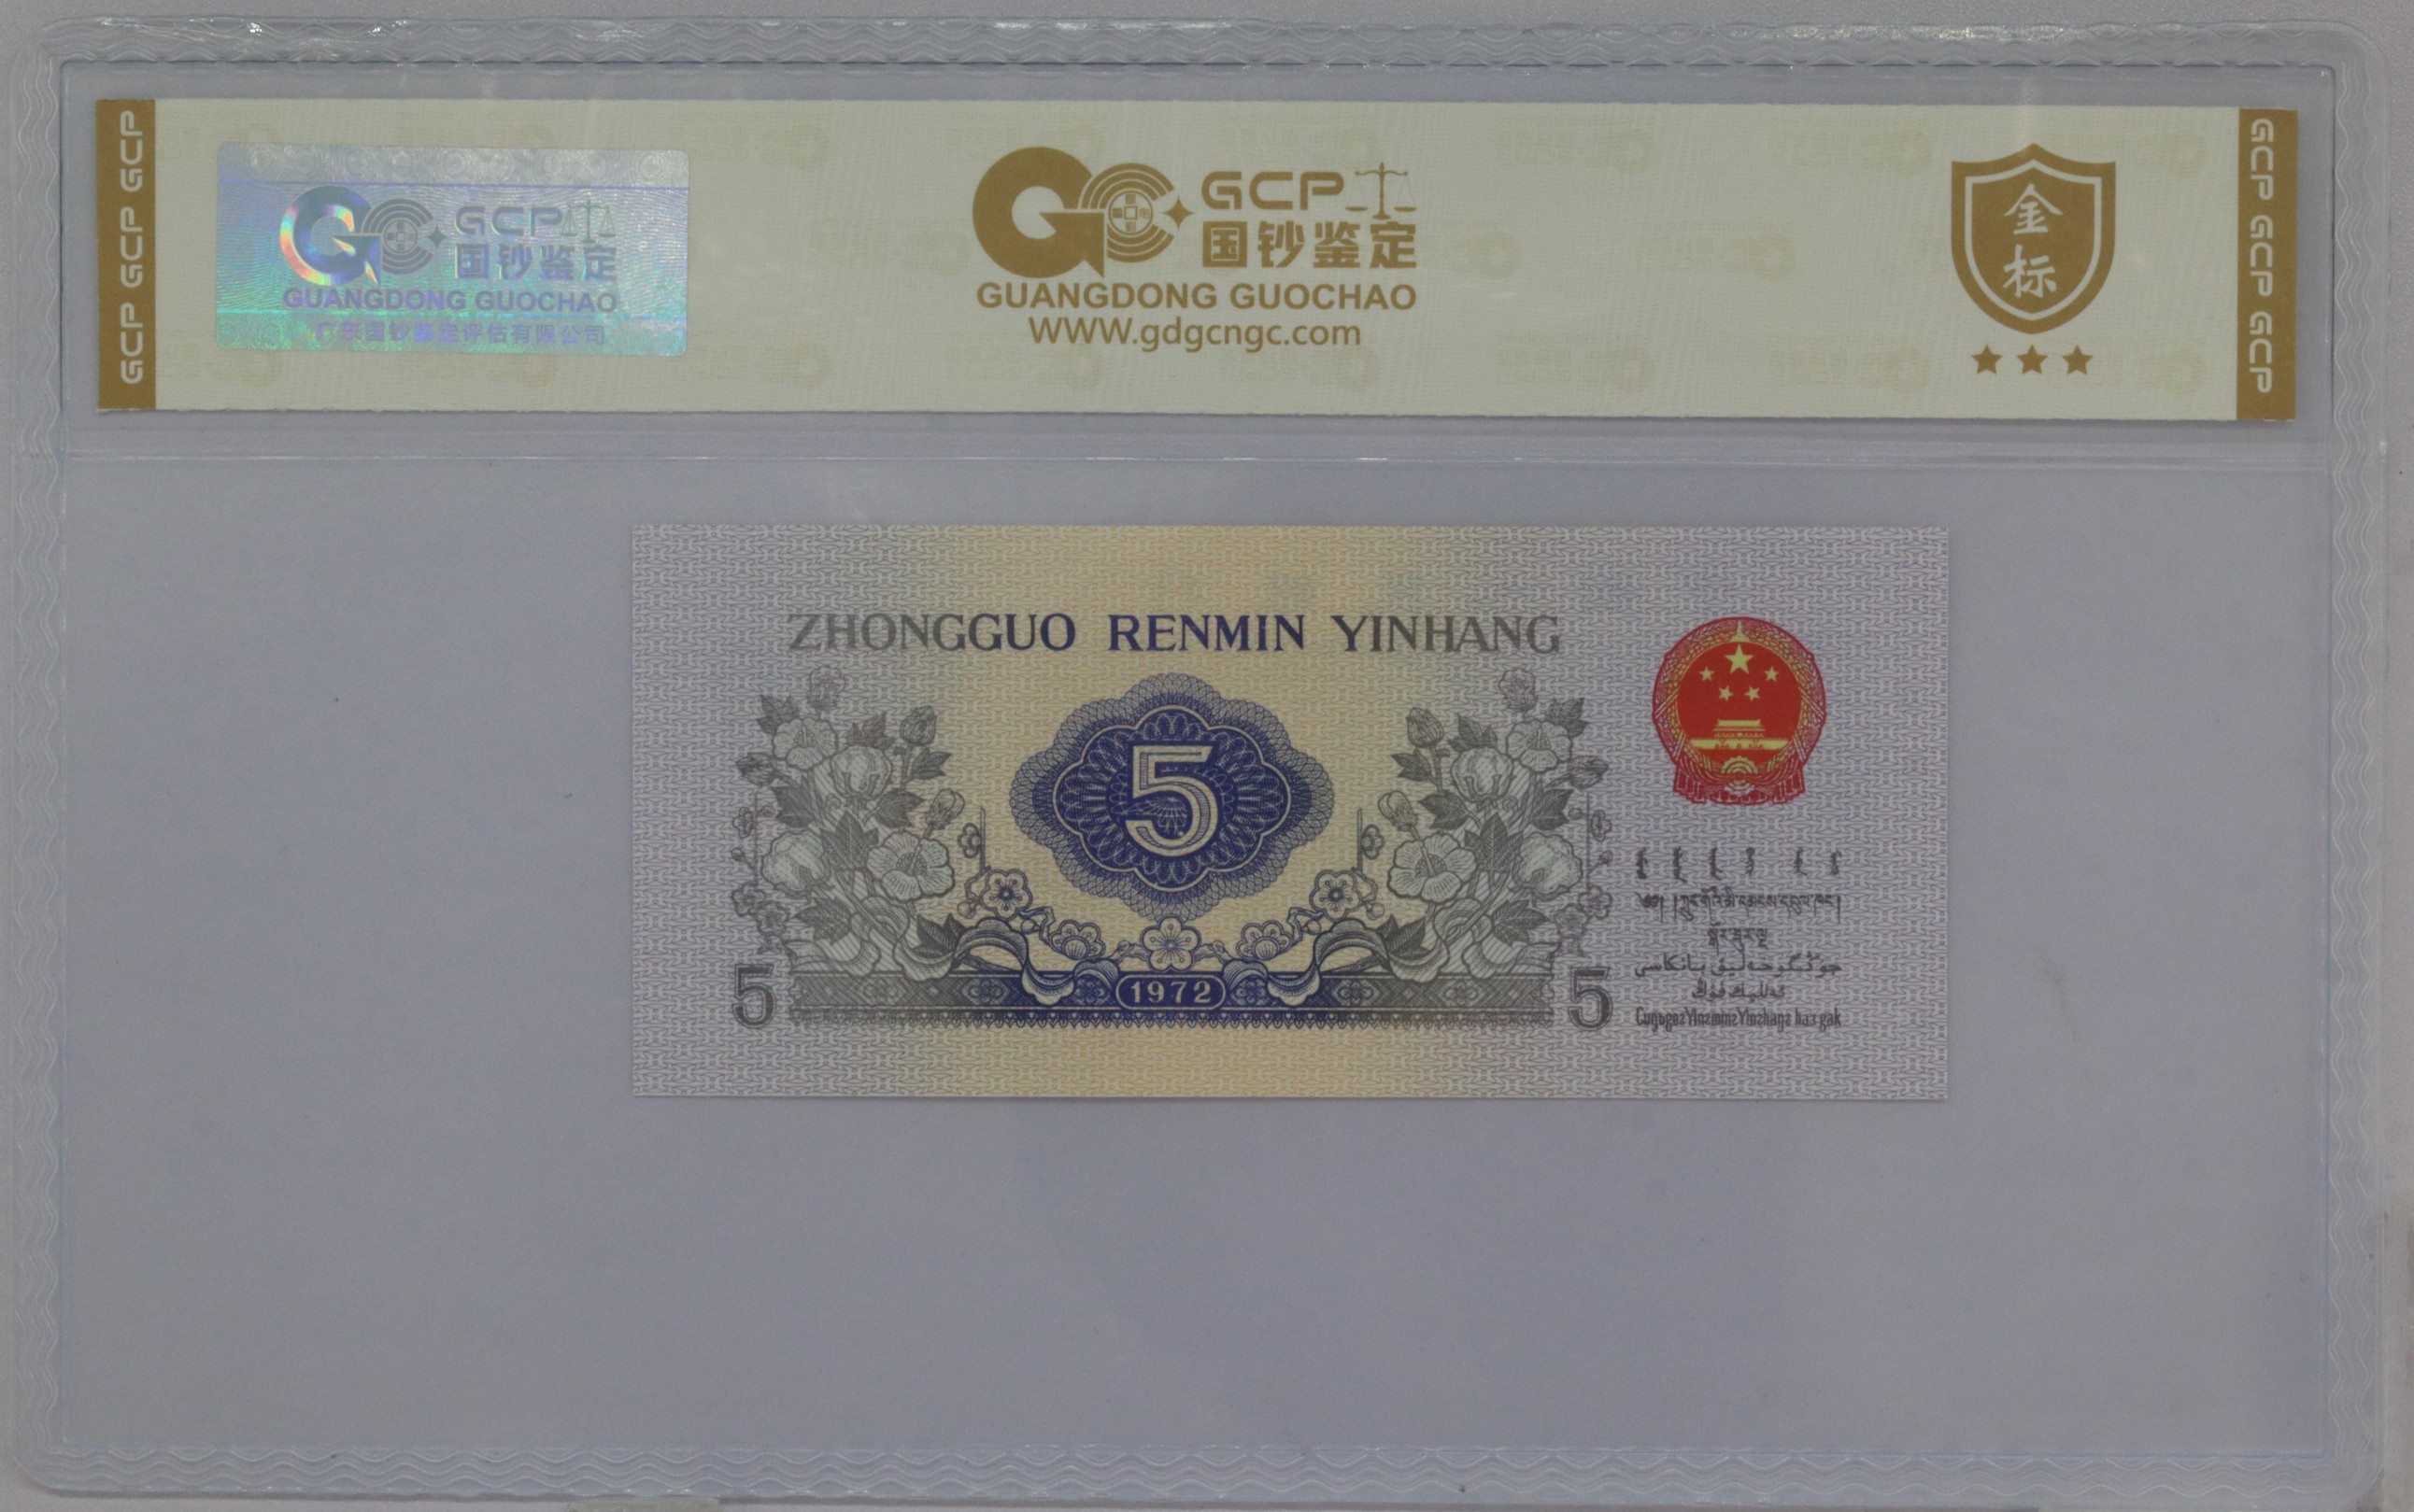 GCP GCP GCP
GCP
国钞鉴定
GUANGDONG GUOCHAO
广东国钞鉴定评估有限公司
GCP
国钞鉴定
GUANGDONG GUOCHAO
WWW.gdgcngc.com
金标
GCP GCP GCP
ZHONGGUO RENMIN YINHANG
5
1972
5
5